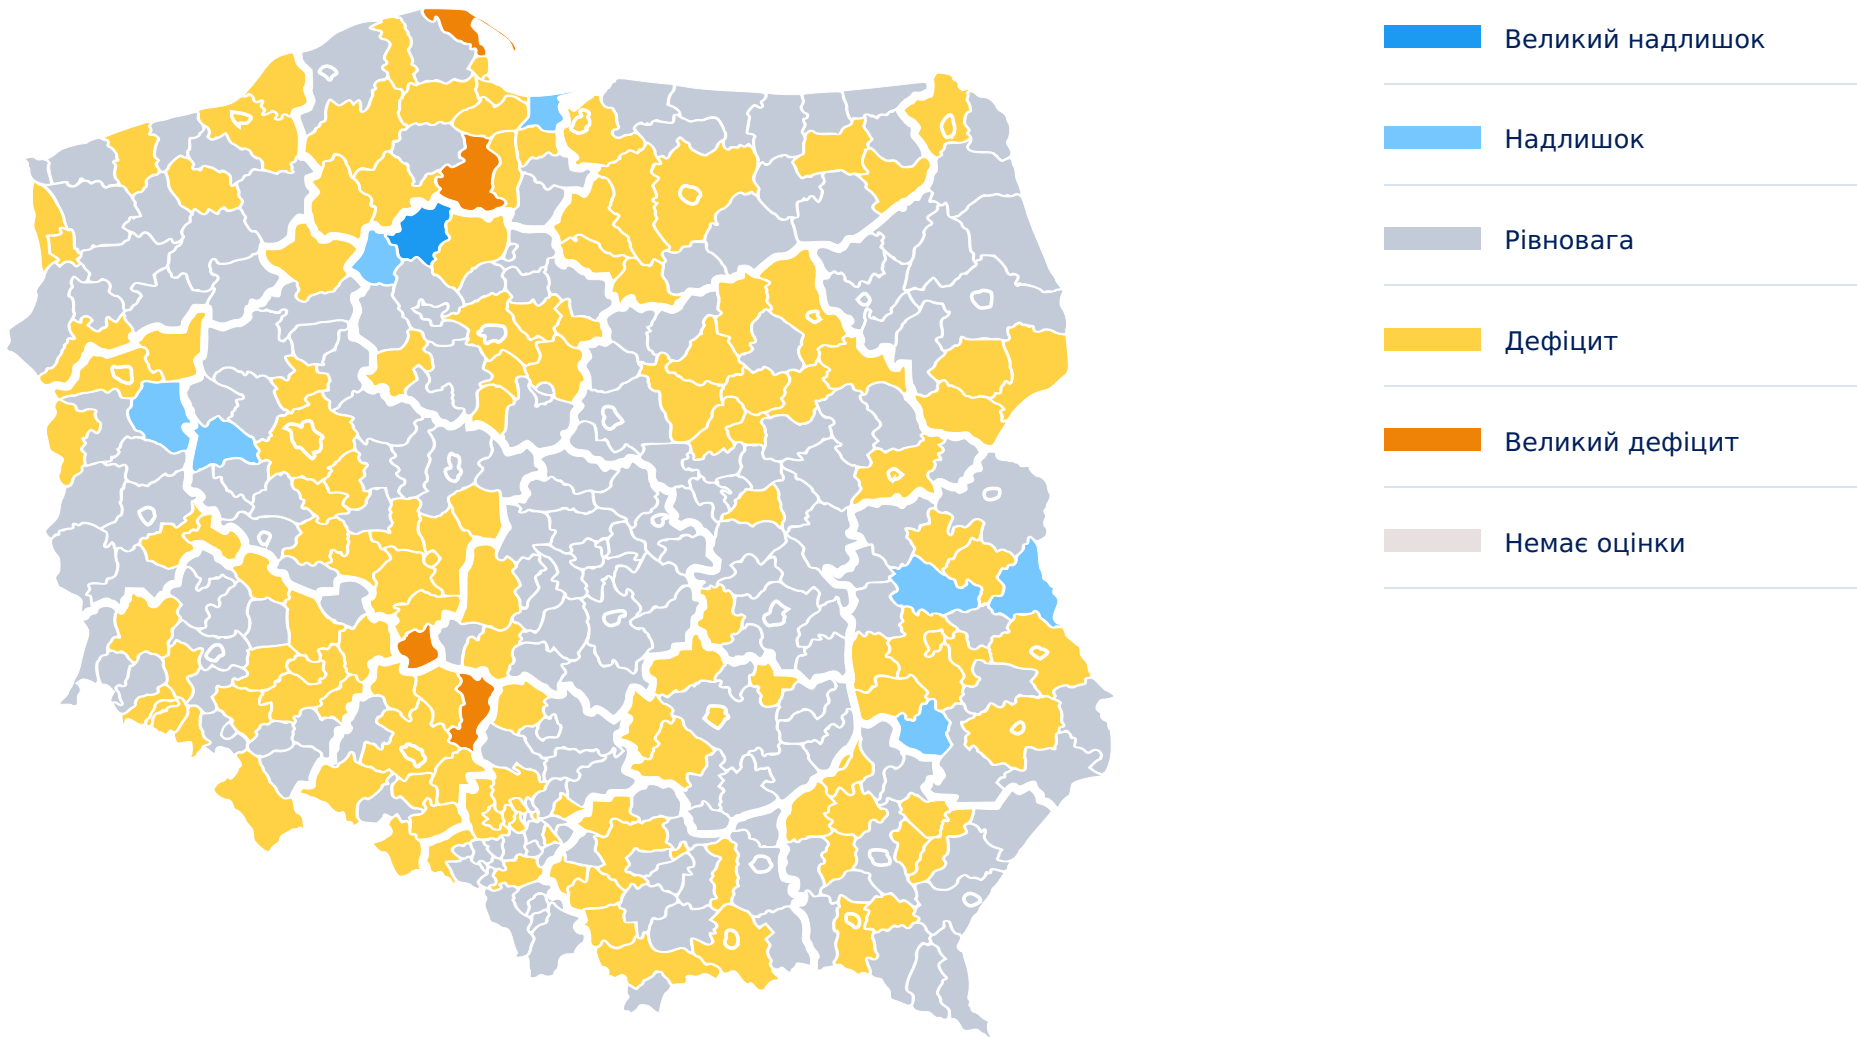 Великий надлишок
Надлишок
Рівновага
Дефіцит
Великий дефіцит
Немає оцінки